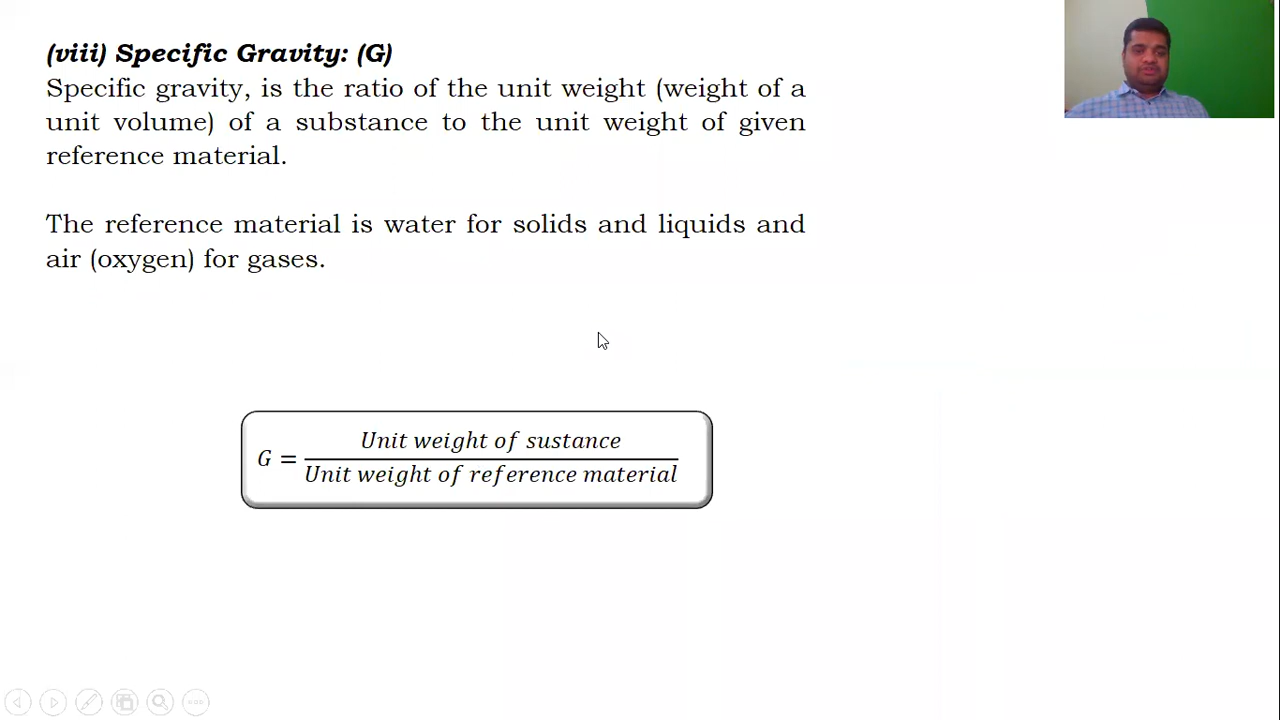 (viii) Specific Gravity: (G)
Specific gravity, is the ratio of the unit weight (weight of a
unit volume) of a substance to the unit weight of given
reference material.
The reference material is water for solids and liquids and
air (oxygen) for gases.
G = Unit weight of sustance
Unit weight of reference material